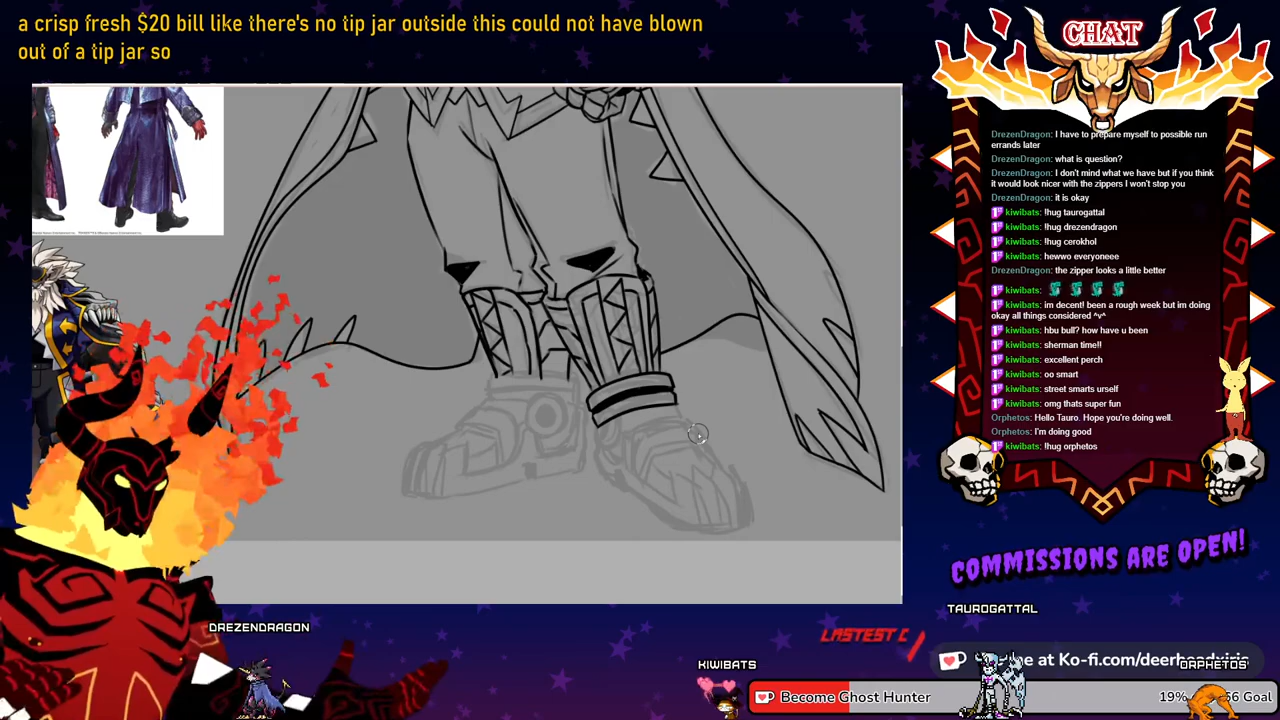 a crisp fresh $20 bill like there's no tip jar outside this could not have blown
out of a tip jar so
CHAT
DrezenDragon: I have to prepare myself to possible run
errands later
DrezenDragon: what is question?
DrezenDragon: I don't mind what we have but if you think
it would look nicer with the zippers I won't stop you
DrezenDragon: it is okay
kiwibats: !hug taurogattal
kiwibats: !hug drezendragon
kiwibats: !hug cerokhol
kiwibats: hewwo everyoneee
DrezenDragon: the zipper looks a little better
kiwibats:
kiwibats: im decent! been a rough week but im doing
okay all things considered ^v^
kiwibats: hbu bull? how have u been
kiwibats: sherman time!!
kiwibats: excellent perch
kiwibats: oo smart
kiwibats: street smarts urself
kiwibats: omg thats super fun
Orphetos: Hello Tauro. Hope you're doing well.
Orphetos: I'm doing good
kiwibats: !hug orphetos
COMMISSIONS ARE OPEN!
TAUROGATTAL
DREZENDRAGON
LASTEST
KIWIBATS
me at Ko-fi.com/deerheadxiris
ORPHETOS
Become Ghost Hunter
19%
Goal